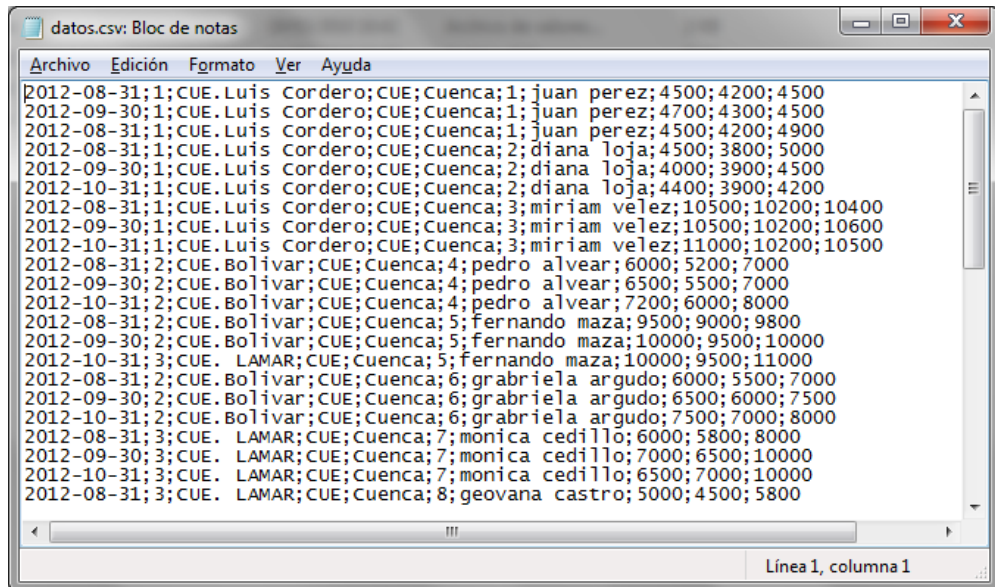 datos.csv: Bloc de notas
Archivo Edición Formato Ver Ayuda
2012-08-31;1;CUE.Luis Cordero;CUE;Cuenca;1;juan perez;4500;4200;4500
2012-09-30;1;CUE.Luis Cordero;CUE;Cuenca;1;juan perez;4700;4300;4500
2012-08-31;1;CUE.Luis Cordero;CUE;Cuenca;1;juan perez;4500;4200;4900
2012-08-31;1;CUE.Luis Cordero;CUE;Cuenca;2;diana loja;4500;3800;5000
2012-09-30;1;CUE.Luis Cordero;CUE;Cuenca;2;diana loja;4000;3900;4500
2012-10-31;1;CUE.Luis Cordero;CUE;Cuenca;2;diana loja;4400;3900;4200
2012-08-31;1;CUE.Luis Cordero;CUE;Cuenca;3;miriam velez;10500;10200;10400
2012-09-30;1;CUE.Luis Cordero;CUE;Cuenca;3;miriam velez;10500;10200;10600
2012-10-31;1;CUE.Luis Cordero;CUE;Cuenca;3;miriam velez;11000;10200;10500
2012-08-31;2;CUE.Bolivar;CUE;Cuenca;4;pedro alvear;6000;5200;7000
2012-09-30;2;CUE.Bolivar;CUE;Cuenca;4;pedro alvear;6500;5500;7000
2012-10-31;2;CUE.Bolivar;CUE;Cuenca;4;pedro alvear;7200;6000;8000
2012-08-31;2;CUE.Bolivar;CUE;Cuenca;5;fernando maza;9500;9000;9800
2012-09-30;2;CUE.Bolivar;CUE;Cuenca;5;fernando maza;10000;9500;10000
2012-10-31;3;CUE. LAMAR;CUE;Cuenca;5;fernando maza;10000;9500;11000
2012-08-31;2;CUE.Bolivar;CUE;Cuenca;6;grabriela argudo;6000;5500;7000
2012-09-30;2;CUE.Bolivar;CUE;Cuenca;6;grabriela argudo;6500;6000;7500
2012-10-31;2;CUE.Bolivar;CUE;Cuenca;6;grabriela argudo;7500;7000;8000
2012-08-31;3;CUE. LAMAR;CUE;Cuenca;7;monica cedillo;6000;5800;8000
2012-09-30;3;CUE. LAMAR;CUE;Cuenca;7;monica cedillo;7000;6500;10000
2012-10-31;3;CUE. LAMAR;CUE;Cuenca;7;monica cedillo;6500;7000;10000
2012-08-31;3;CUE. LAMAR;CUE;Cuenca;8;geovana castro;5000;4500;5800
Línea 1, columna 1